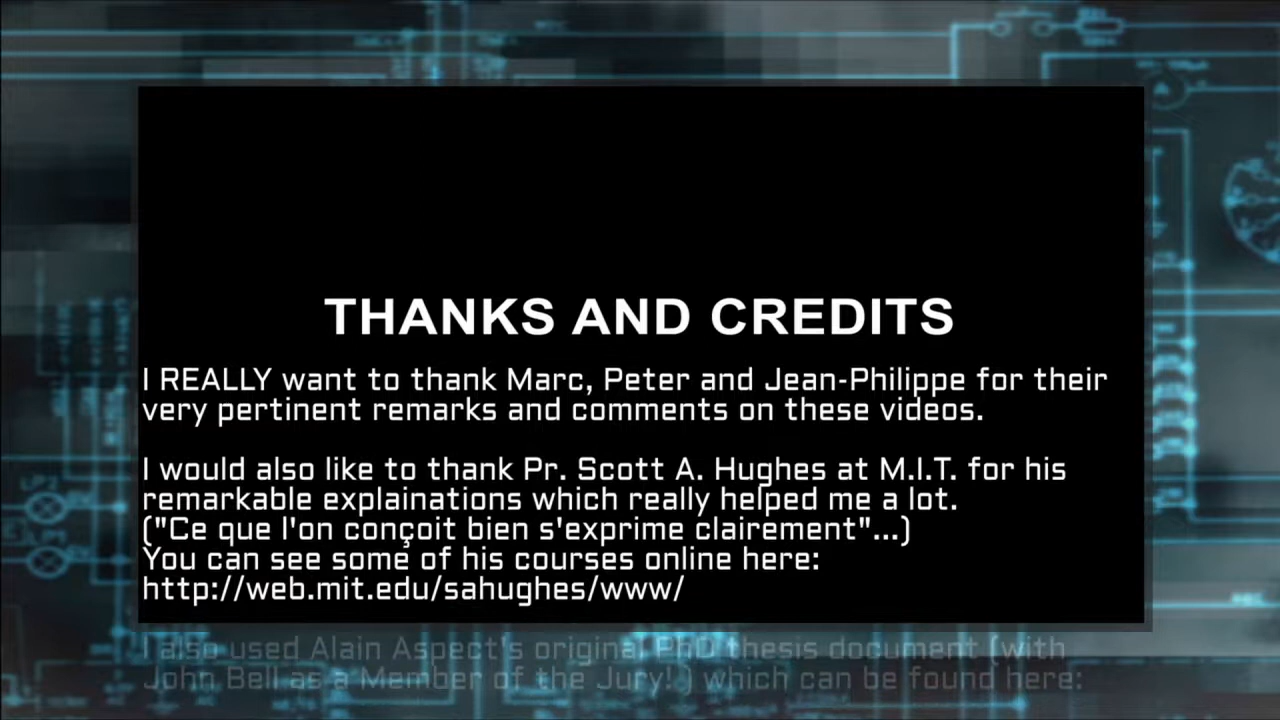 THANKS AND CREDITS
I REALLY want to thank Marc, Peter and Jean-Philippe for their
very pertinent remarks and comments on these videos.
I would also like to thank Pr. Scott A. Hughes at M.I.T. for his
remarkable explainations which really helped me a lot.
("Ce que l'on conçoit bien s'exprime clairement"...)
You can see some of his courses online here:
http://web.mit.edu/sahughes/www/
I also used Alain Aspect's original PhD thesis document (with
John Bell as a Member of the Jury! ) which can be found here: